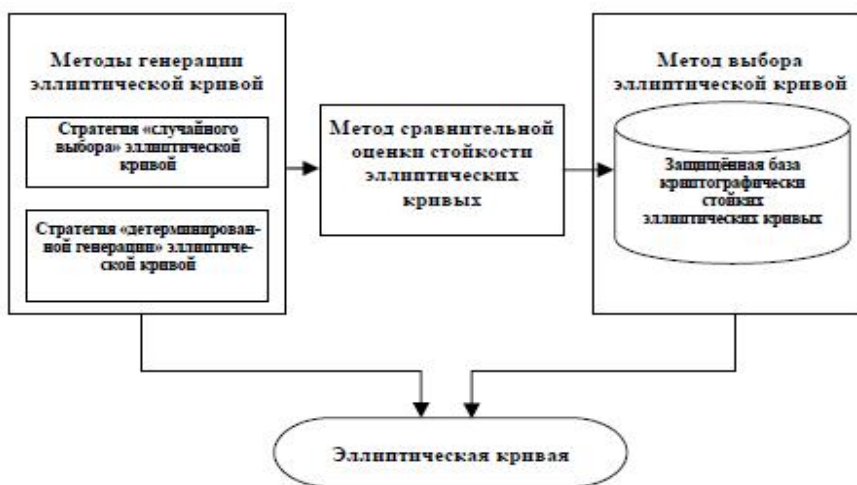 Методы генерации
эллиптической кривой
Стратегия «случайного
выбора» эллиптической
кривой
Стратегия «детерминирован-
ной генерации» эллиптиче-
ской кривой
Метод сравнительной
оценки стойкости
эллиптических
кривых
Метод выбора
эллиптической кривой
Защищённая база
криптографически
стойких
эллиптических кривых
Эллиптическая кривая